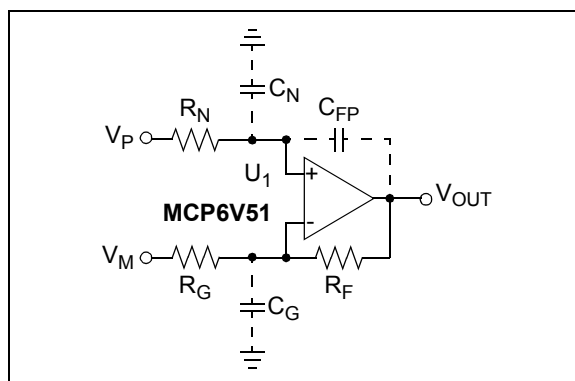 C_N
R_N
C_FP
V_P
+
U_1
V_OUT
MCP6V51
-
V_M
R_G
R_F
C_G